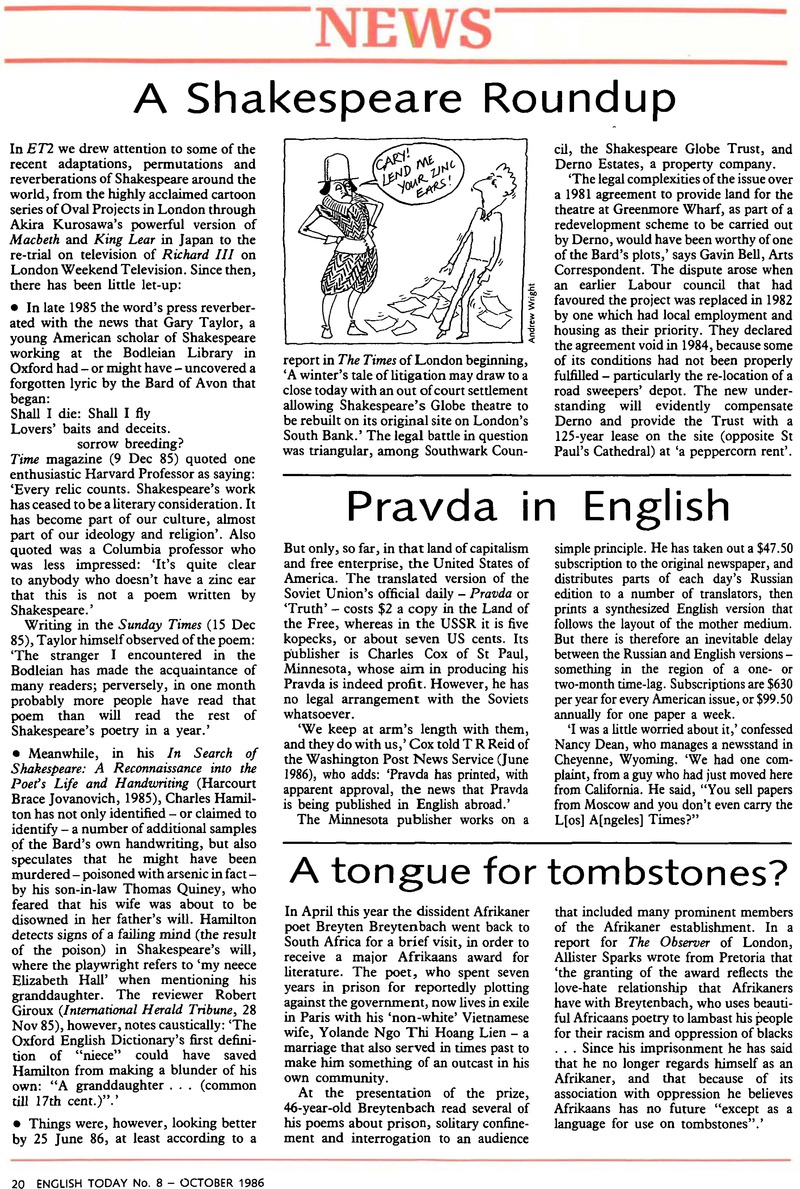 NEWS
A Shakespeare Roundup
In ET2 we drew attention to some of the
recent adaptations, permutations and
reverberations of Shakespeare around the
world, from the highly acclaimed cartoon
series of Oval Projects in London through
Akira Kurosawa's powerful version of
Macbeth and King Lear in Japan to the
re-trial on television of Richard III on
London Weekend Television. Since then,
there has been little let-up:
• In late 1985 the word's press reverber-
ated with the news that Gary Taylor, a
young American scholar of Shakespeare
working at the Bodleian Library in
Oxford had – or might have – uncovered a
forgotten lyric by the Bard of Avon that
began:
Shall I die: Shall I fly
Lovers' baits and deceits.
sorrow breeding?
Time magazine (9 Dec 85) quoted one
enthusiastic Harvard Professor as saying:
'Every relic counts. Shakespeare's work
has ceased to be a literary consideration. It
has become part of our culture, almost
part of our ideology and religion'. Also
quoted was a Columbia professor who
was less impressed: 'It's quite clear
to anybody who doesn't have a zinc ear
that this is not a poem written by
Shakespeare.'
Writing in the Sunday Times (15 Dec
85), Taylor himself observed of the poem:
'The stranger I encountered in the
Bodleian has made the acquaintance of
many readers; perversely, in one month
probably more people have read that
poem than will read the rest of
Shakespeare's poetry in a year.'
• Meanwhile, in his In Search of
Shakespeare: A Reconnaissance into the
Poet's Life and Handwriting (Harcourt
Brace Jovanovich, 1985), Charles Hamil-
ton has not only identified – or claimed to
identify – a number of additional samples
of the Bard's own handwriting, but also
speculates that he might have been
murdered – poisoned with arsenic in fact –
by his son-in-law Thomas Quiney, who
feared that his wife was about to be
disowned in her father's will. Hamilton
detects signs of a failing mind (the result
of the poison) in Shakespeare's will,
where the playwright refers to 'my neece
Elizabeth Hall' when mentioning his
granddaughter. The reviewer Robert
Giroux (International Herald Tribune, 28
Nov 85), however, notes caustically: 'The
Oxford English Dictionary's first defini-
tion of "niece" could have saved
Hamilton from making a blunder of his
own: "A granddaughter . . . (common
till 17th cent.)".'
• Things were, however, looking better
by 25 June 86, at least according to a
GARY!
LEND ME
YOUR ZINC
EARS!
Andrew Wright
report in The Times of London beginning,
'A winter's tale of litigation may draw to a
close today with an out of court settlement
allowing Shakespeare's Globe theatre to
be rebuilt on its original site on London's
South Bank.' The legal battle in question
was triangular, among Southwark Coun-
cil, the Shakespeare Globe Trust, and
Derno Estates, a property company.
'The legal complexities of the issue over
a 1981 agreement to provide land for the
theatre at Greenmore Wharf, as part of a
redevelopment scheme to be carried out
by Derno, would have been worthy of one
of the Bard's plots,' says Gavin Bell, Arts
Correspondent. The dispute arose when
an earlier Labour council that had
favoured the project was replaced in 1982
by one which had local employment and
housing as their priority. They declared
the agreement void in 1984, because some
of its conditions had not been properly
fulfilled – particularly the re-location of a
road sweepers' depot. The new under-
standing will evidently compensate
Derno and provide the Trust with a
125-year lease on the site (opposite St
Paul's Cathedral) at 'a peppercorn rent'.
Pravda in English
But only, so far, in that land of capitalism
and free enterprise, the United States of
America. The translated version of the
Soviet Union's official daily – Pravda or
'Truth' – costs $2 a copy in the Land of
the Free, whereas in the USSR it is five
kopecks, or about seven US cents. Its
publisher is Charles Cox of St Paul,
Minnesota, whose aim in producing his
Pravda is indeed profit. However, he has
no legal arrangement with the Soviets
whatsoever.
'We keep at arm's length with them,
and they do with us,' Cox told T R Reid of
the Washington Post News Service (June
1986), who adds: 'Pravda has printed, with
apparent approval, the news that Pravda
is being published in English abroad.'
The Minnesota publisher works on a
simple principle. He has taken out a $47.50
subscription to the original newspaper, and
distributes parts of each day's Russian
edition to a number of translators, then
prints a synthesized English version that
follows the layout of the mother medium.
But there is therefore an inevitable delay
between the Russian and English versions –
something in the region of a one- or
two-month time-lag. Subscriptions are $630
per year for every American issue, or $99.50
annually for one paper a week.
'I was a little worried about it,' confessed
Nancy Dean, who manages a newsstand in
Cheyenne, Wyoming. 'We had one com-
plaint, from a guy who had just moved here
from California. He said, "You sell papers
from Moscow and you don't even carry the
L[os] A[ngeles] Times?"
A tongue for tombstones?
In April this year the dissident Afrikaner
poet Breyten Breytenbach went back to
South Africa for a brief visit, in order to
receive a major Afrikaans award for
literature. The poet, who spent seven
years in prison for reportedly plotting
against the government, now lives in exile
in Paris with his 'non-white' Vietnamese
wife, Yolande Ngo Thi Hoang Lien – a
marriage that also served in times past to
make him something of an outcast in his
own community.
At the presentation of the prize,
46-year-old Breytenbach read several of
his poems about prison, solitary confine-
ment and interrogation to an audience
that included many prominent members
of the Afrikaner establishment. In a
report for The Observer of London,
Allister Sparks wrote from Pretoria that
'the granting of the award reflects the
love-hate relationship that Afrikaners
have with Breytenbach, who uses beauti-
ful Africaans poetry to lambast his people
for their racism and oppression of blacks
. . . Since his imprisonment he has said
that he no longer regards himself as an
Afrikaner, and that because of its
association with oppression he believes
Afrikaans has no future "except as a
language for use on tombstones".'
20 ENGLISH TODAY No. 8 – OCTOBER 1986